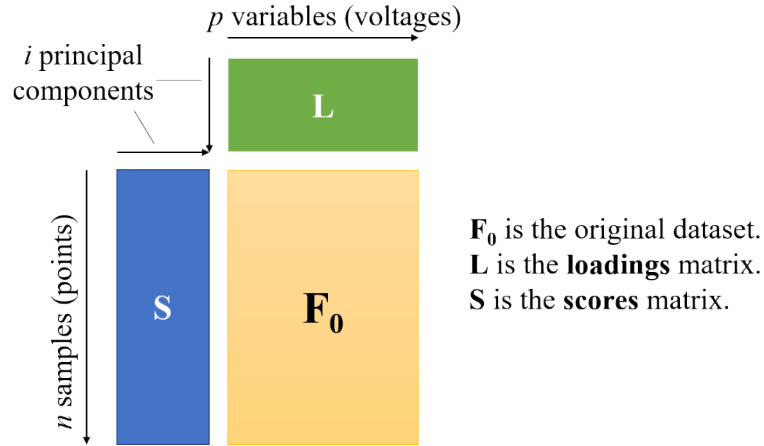 p variables (voltages)
i principal
components
L
n samples (points)
S
F₀
F₀ is the original dataset.
L is the loadings matrix.
S is the scores matrix.